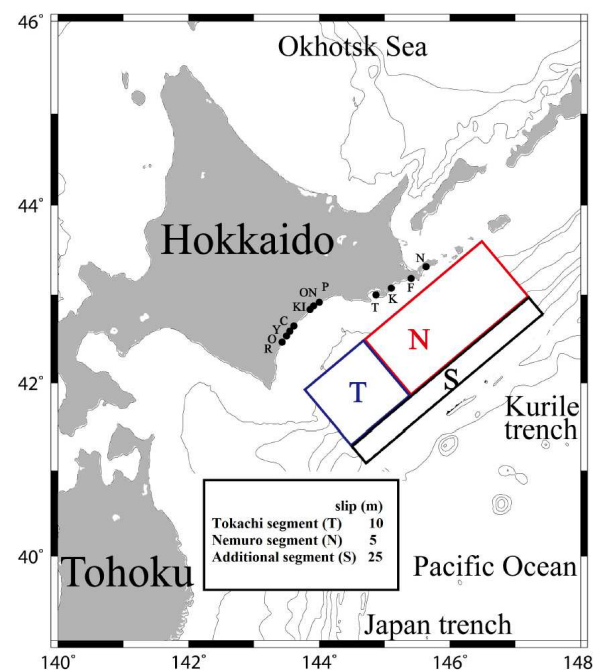 46˚
Okhotsk Sea
44˚
Hokkaido
N
F
K
T
P
ON
KI
C
Y
O
R
N
42˚
T
S
Kurile
trench
slip (m)
Tokachi segment (T) 10
Nemuro segment (N) 5
Additional segment (S) 25
40˚
Tohoku
Pacific Ocean
Japan trench
140˚ 142˚ 144˚ 146˚ 148˚